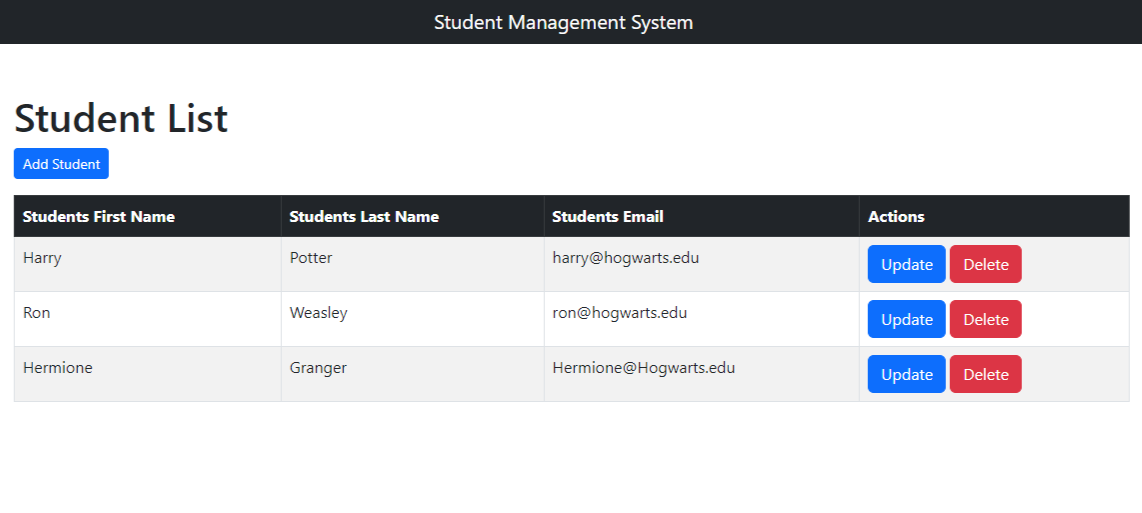 Student Management System
Student List
Add Student
Students First Name Students Last Name Students Email Actions
Harry Potter harry@hogwarts.edu Update Delete
Ron Weasley ron@hogwarts.edu Update Delete
Hermione Granger Hermione@Hogwarts.edu Update Delete